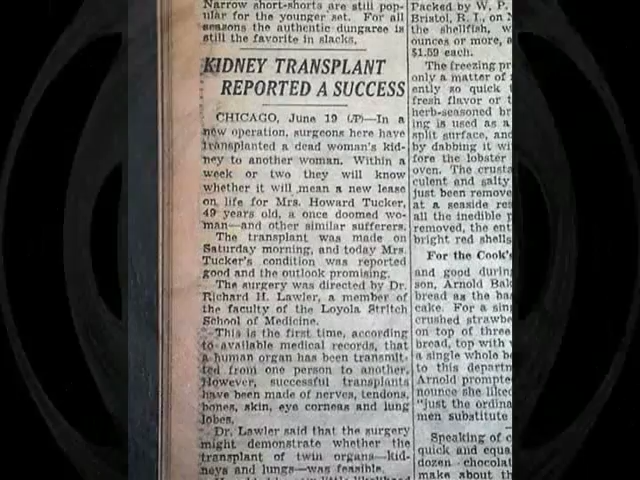 Narrow short-shorts are still pop-
ular for the younger set. For all
seasons the authentic dungaree is
still the favorite in slacks.
KIDNEY TRANSPLANT
REPORTED A SUCCESS
CHICAGO, June 19 (AP)—In a
new operation, surgeons here have
transplanted a dead woman's kid-
ney to another woman. Within a
week or two they will know
whether it will mean a new lease
on life for Mrs. Howard Tucker,
49 years old, a once doomed wo-
man—and other similar sufferers.
The transplant was made on
Saturday morning, and today Mrs.
Tucker's condition was reported
good and the outlook promising.
The surgery was directed by Dr.
Richard H. Lawler, a member of
the faculty of the Loyola Stritch
School of Medicine.
This is the first time, according
to available medical records, that
a human organ has been transmit-
ted from one person to another.
However, successful transplants
have been made of nerves, tendons,
bones, skin, eye corneas and lung
lobes.
Dr. Lawler said that the surgery
might demonstrate whether the
transplant of twin organs—kid-
neys and lungs—was feasible.
Packed by W. P.
Bristol, R. I., on
the shellfish, w
ounces or more, a
$1.59 each.
The freezing pr
only a matter of
ently so quick
fresh flavor or t
herb-seasoned br
ing is used as a
split surface, and
by dabbing it wi
fore the lobster
oven. The crusta
culent and salty
just been remove
at a seaside res
all the inedible p
removed, the ent
bright red shells
For the Cook's
and good during
son, Arnold Bak
bread as the ba
cake. For a sin
crushed strawbe
on top of three
bread, top with
a single whole b
to this departm
Arnold prompte
nounce she liked
"just the ordina
men substitute
Speaking of c
quick and equa
dozen chocolat
make about th